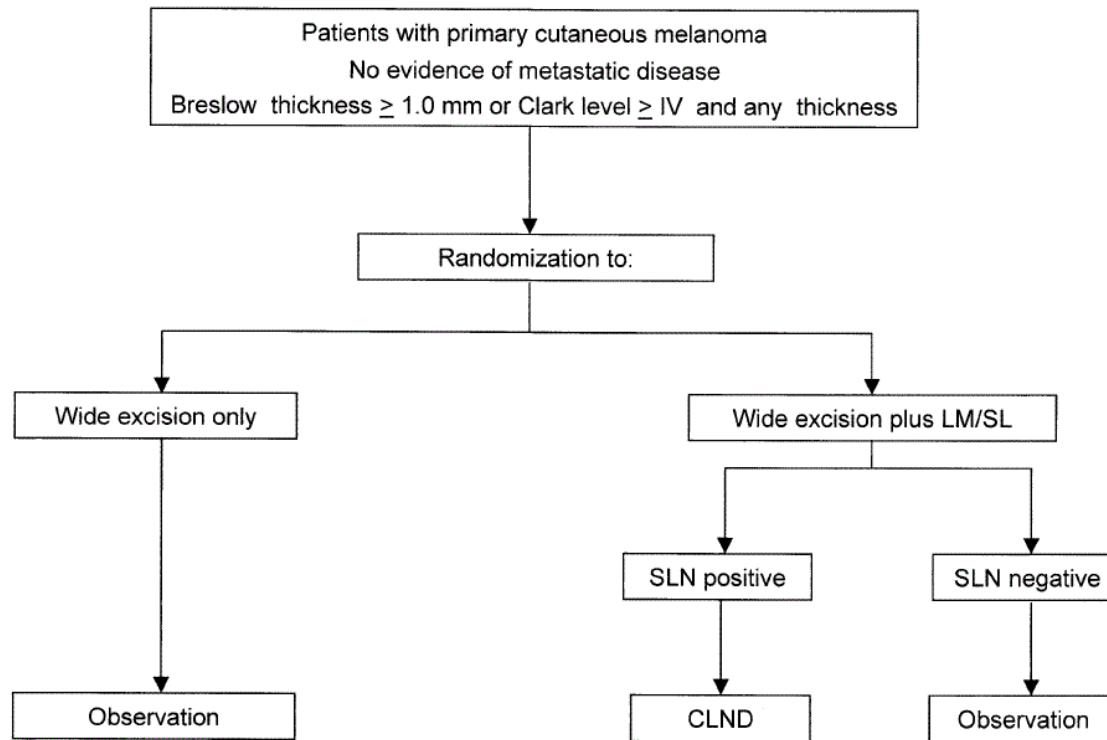 Patients with primary cutaneous melanoma
No evidence of metastatic disease
Breslow thickness ≥ 1.0 mm or Clark level ≥ IV and any thickness
Randomization to:
Wide excision only
Wide excision plus LM/SL
SLN positive
SLN negative
Observation
CLND
Observation